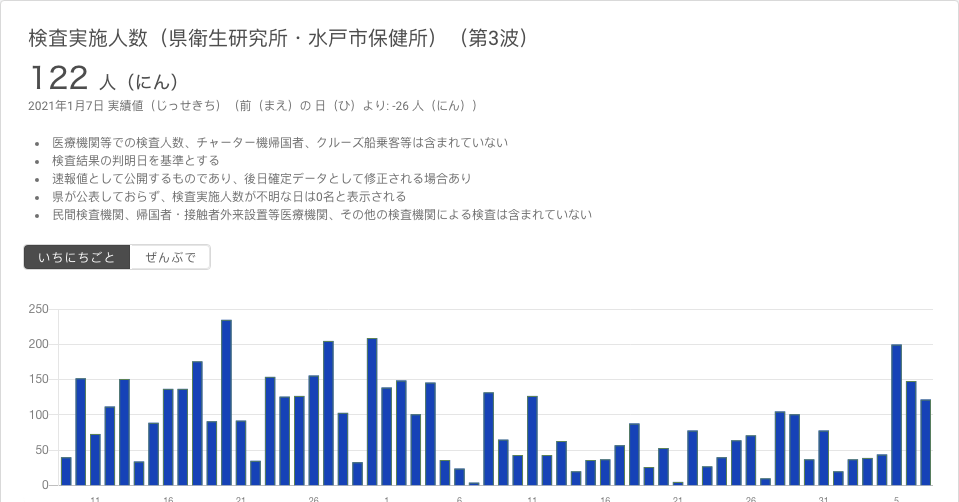 検査実施人数（県衛生研究所・水戸市保健所）（第3波）
122 人（にん）
2021年1月7日 実績値（じっせきち）（前（まえ）の 日（ひ）より: -26 人（にん））
• 医療機関等での検査人数、チャーター機帰国者、クルーズ船乗客等は含まれていない
• 検査結果の判明日を基準とする
• 速報値として公開するものであり、後日確定データとして修正される場合あり
• 県が公表しておらず、検査実施人数が不明な日は0名と表示される
• 民間検査機関、帰国者・接触者外来設置等医療機関、その他の検査機関による検査は含まれていない
いちにちごと ぜんぶで
250
200
150
100
50
0
11 16 21 26 1 6 11 16 21 26 31 5